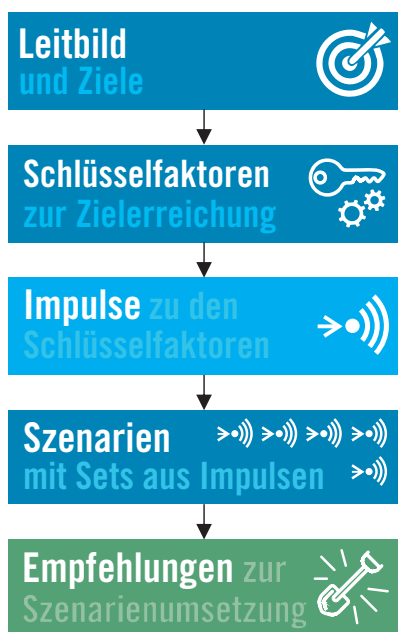 Leitbild
und Ziele
Schlüsselfaktoren
zur Zielerreichung
Impulse zu den
Schlüsselfaktoren
Szenarien
mit Sets aus Impulsen
Empfehlungen zur
Szenarienumsetzung